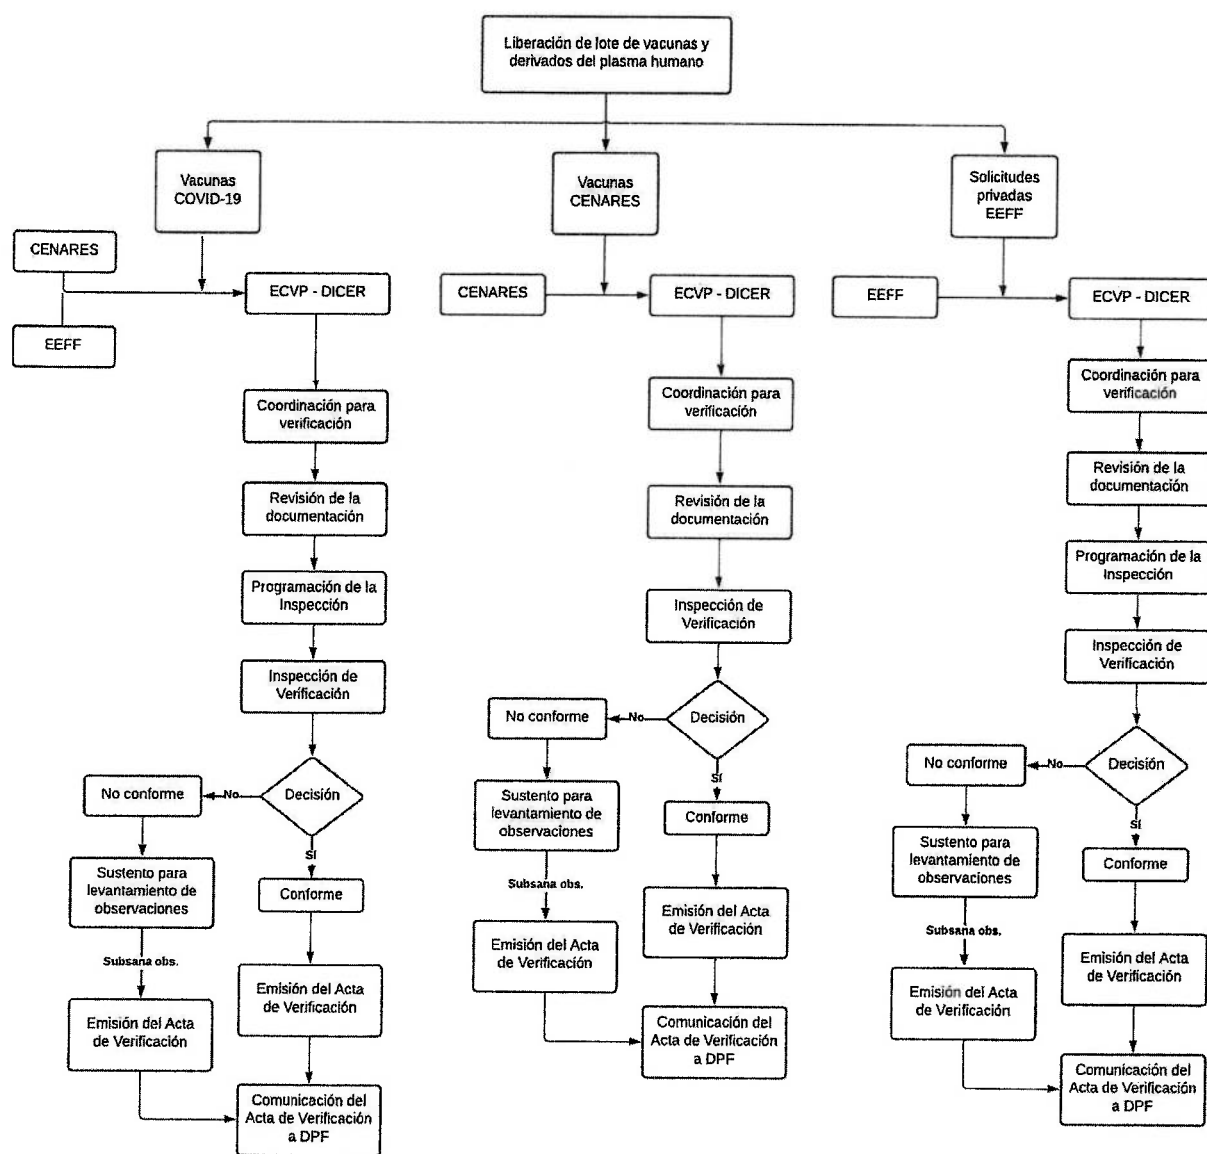 Liberación de lote de vacunas y
derivados del plasma humano
Vacunas
COVID-19
CENARES
EEFF
ECVP - DICER
Coordinación para
verificación
Revisión de la
documentación
Programación de la
Inspección
Inspección de
Verificación
Decisión
No
No conforme
Sustento para
levantamiento de
observaciones
Subsana obs.
Emisión del Acta
de Verificación
Sí
Conforme
Emisión del Acta
de Verificación
Comunicación del
Acta de Verificación
a DPF
Vacunas
CENARES
CENARES
ECVP - DICER
Coordinación para
verificación
Revisión de la
documentación
Inspección de
Verificación
Decisión
No
No conforme
Sustento para
levantamiento de
observaciones
Subsana obs.
Emisión del Acta
de Verificación
Sí
Conforme
Emisión del Acta
de Verificación
Comunicación del
Acta de Verificación
a DPF
Solicitudes
privadas
EEFF
EEFF
ECVP - DICER
Coordinación para
verificación
Revisión de la
documentación
Programación de la
Inspección
Inspección de
Verificación
Decisión
No
No conforme
Sustento para
levantamiento de
observaciones
Subsana obs.
Emisión del Acta
de Verificación
Sí
Conforme
Emisión del Acta
de Verificación
Comunicación del
Acta de Verificación
a DPF